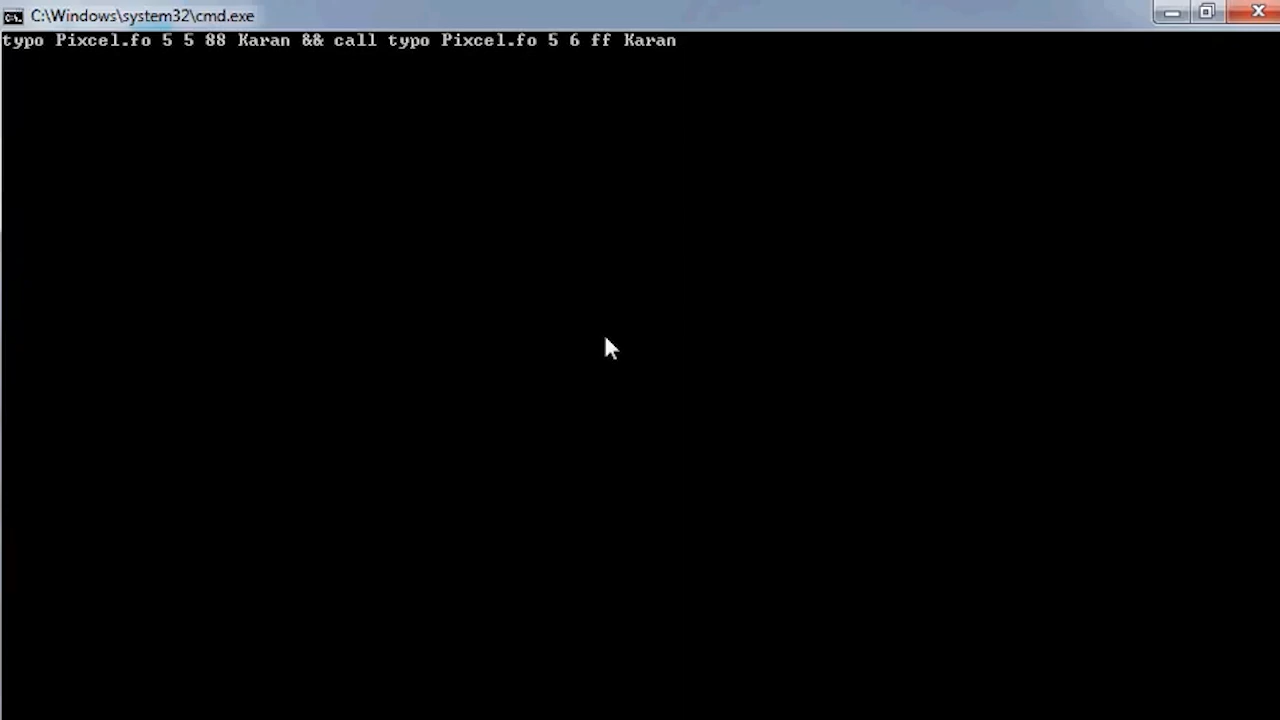 C:\Windows\system32\cmd.exe
typo Pixcel.fo 5 5 88 Karan && call typo Pixcel.fo 5 6 ff Karan